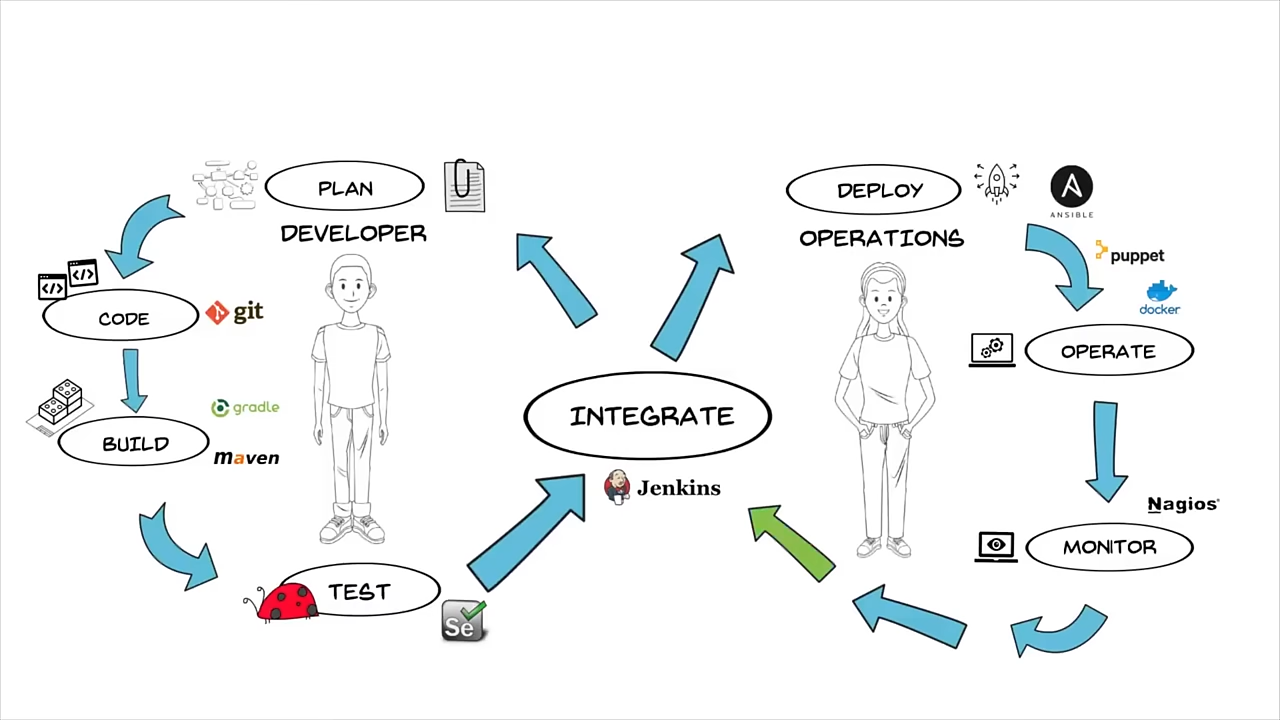 PLAN
DEVELOPER
</>
</>
CODE
git
BUILD
gradle
maven
TEST
Se
INTEGRATE
Jenkins
DEPLOY
OPERATIONS
A
ANSIBLE
puppet
docker
OPERATE
Nagios®
MONITOR